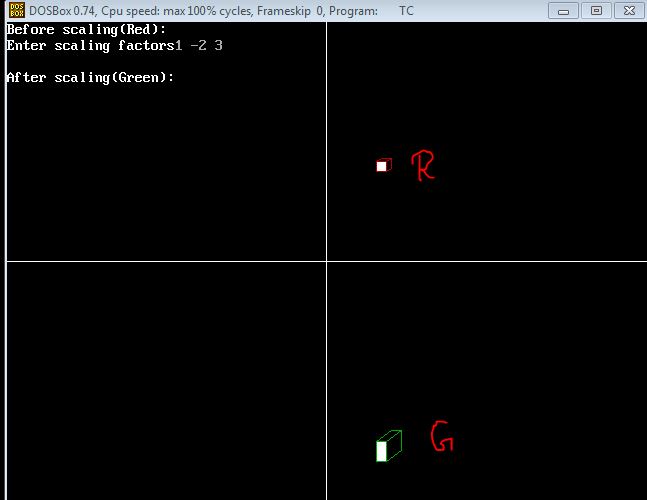 DOSBox 0.74, Cpu speed: max 100% cycles, Frameskip 0, Program: TC
Before scaling(Red):
Enter scaling factors1 -2 3
After scaling(Green):
R
G